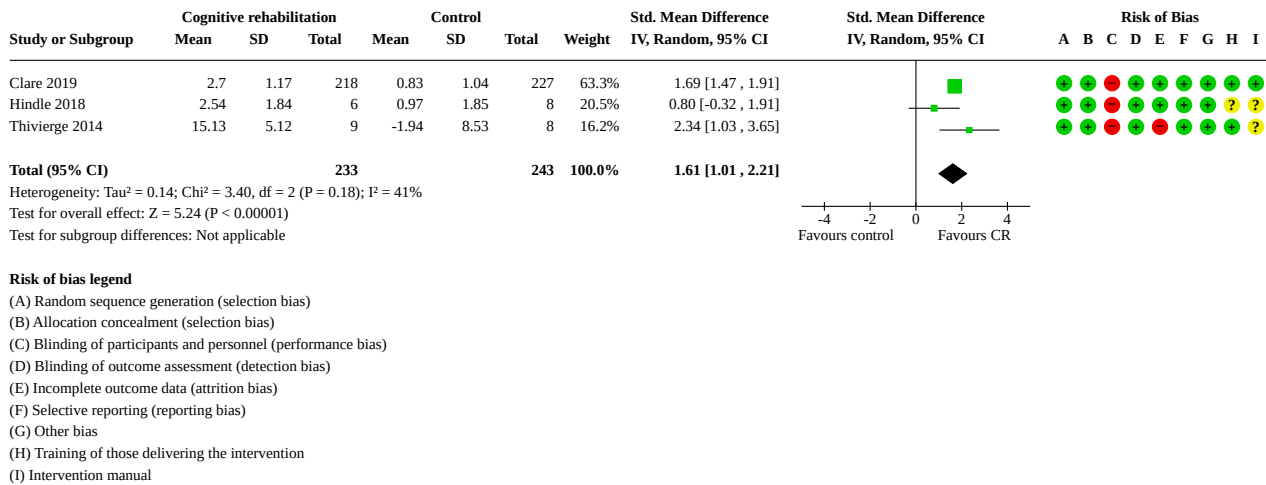 Cognitive rehabilitation Control Std. Mean Difference Std. Mean Difference Risk of Bias
Study or Subgroup Mean SD Total Mean SD Total Weight IV, Random, 95% CI IV, Random, 95% CI A B C D E F G H I
Clare 2019 2.7 1.17 218 0.83 1.04 227 63.3% 1.69 [1.47 , 1.91] + + − + + + + + +
Hindle 2018 2.54 1.84 6 0.97 1.85 8 20.5% 0.80 [-0.32 , 1.91] + + − + + + + ? ?
Thivierge 2014 15.13 5.12 9 -1.94 8.53 8 16.2% 2.34 [1.03 , 3.65] + + − + − + + + ?
Total (95% CI) 233 243 100.0% 1.61 [1.01 , 2.21]
Heterogeneity: Tau² = 0.14; Chi² = 3.40, df = 2 (P = 0.18); I² = 41%
Test for overall effect: Z = 5.24 (P < 0.00001)
-4 -2 0 2 4
Test for subgroup differences: Not applicable Favours control Favours CR
Risk of bias legend
(A) Random sequence generation (selection bias)
(B) Allocation concealment (selection bias)
(C) Blinding of participants and personnel (performance bias)
(D) Blinding of outcome assessment (detection bias)
(E) Incomplete outcome data (attrition bias)
(F) Selective reporting (reporting bias)
(G) Other bias
(H) Training of those delivering the intervention
(I) Intervention manual